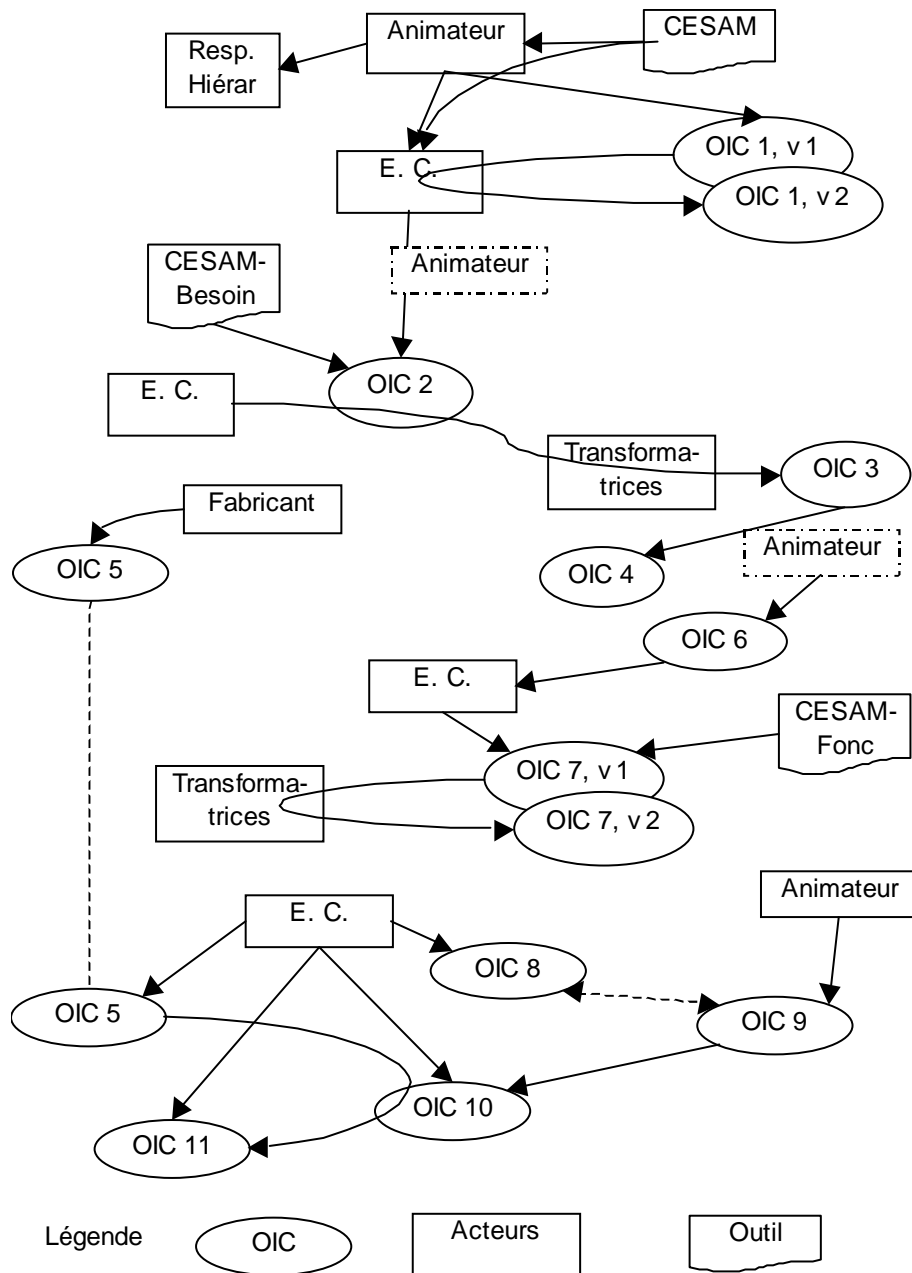 Animateur
CESAM
Resp.
Hiérar
OIC 1, v 1
E. C.
OIC 1, v 2
Animateur
CESAM-
Besoin
OIC 2
E. C.
Transforma-
trices
OIC 3
Fabricant
Animateur
OIC 5
OIC 4
OIC 6
E. C.
CESAM-
Fonc
OIC 7, v 1
Transforma-
trices
OIC 7, v 2
Animateur
E. C.
OIC 8
OIC 5
OIC 9
OIC 10
OIC 11
Légende
OIC
Acteurs
Outil